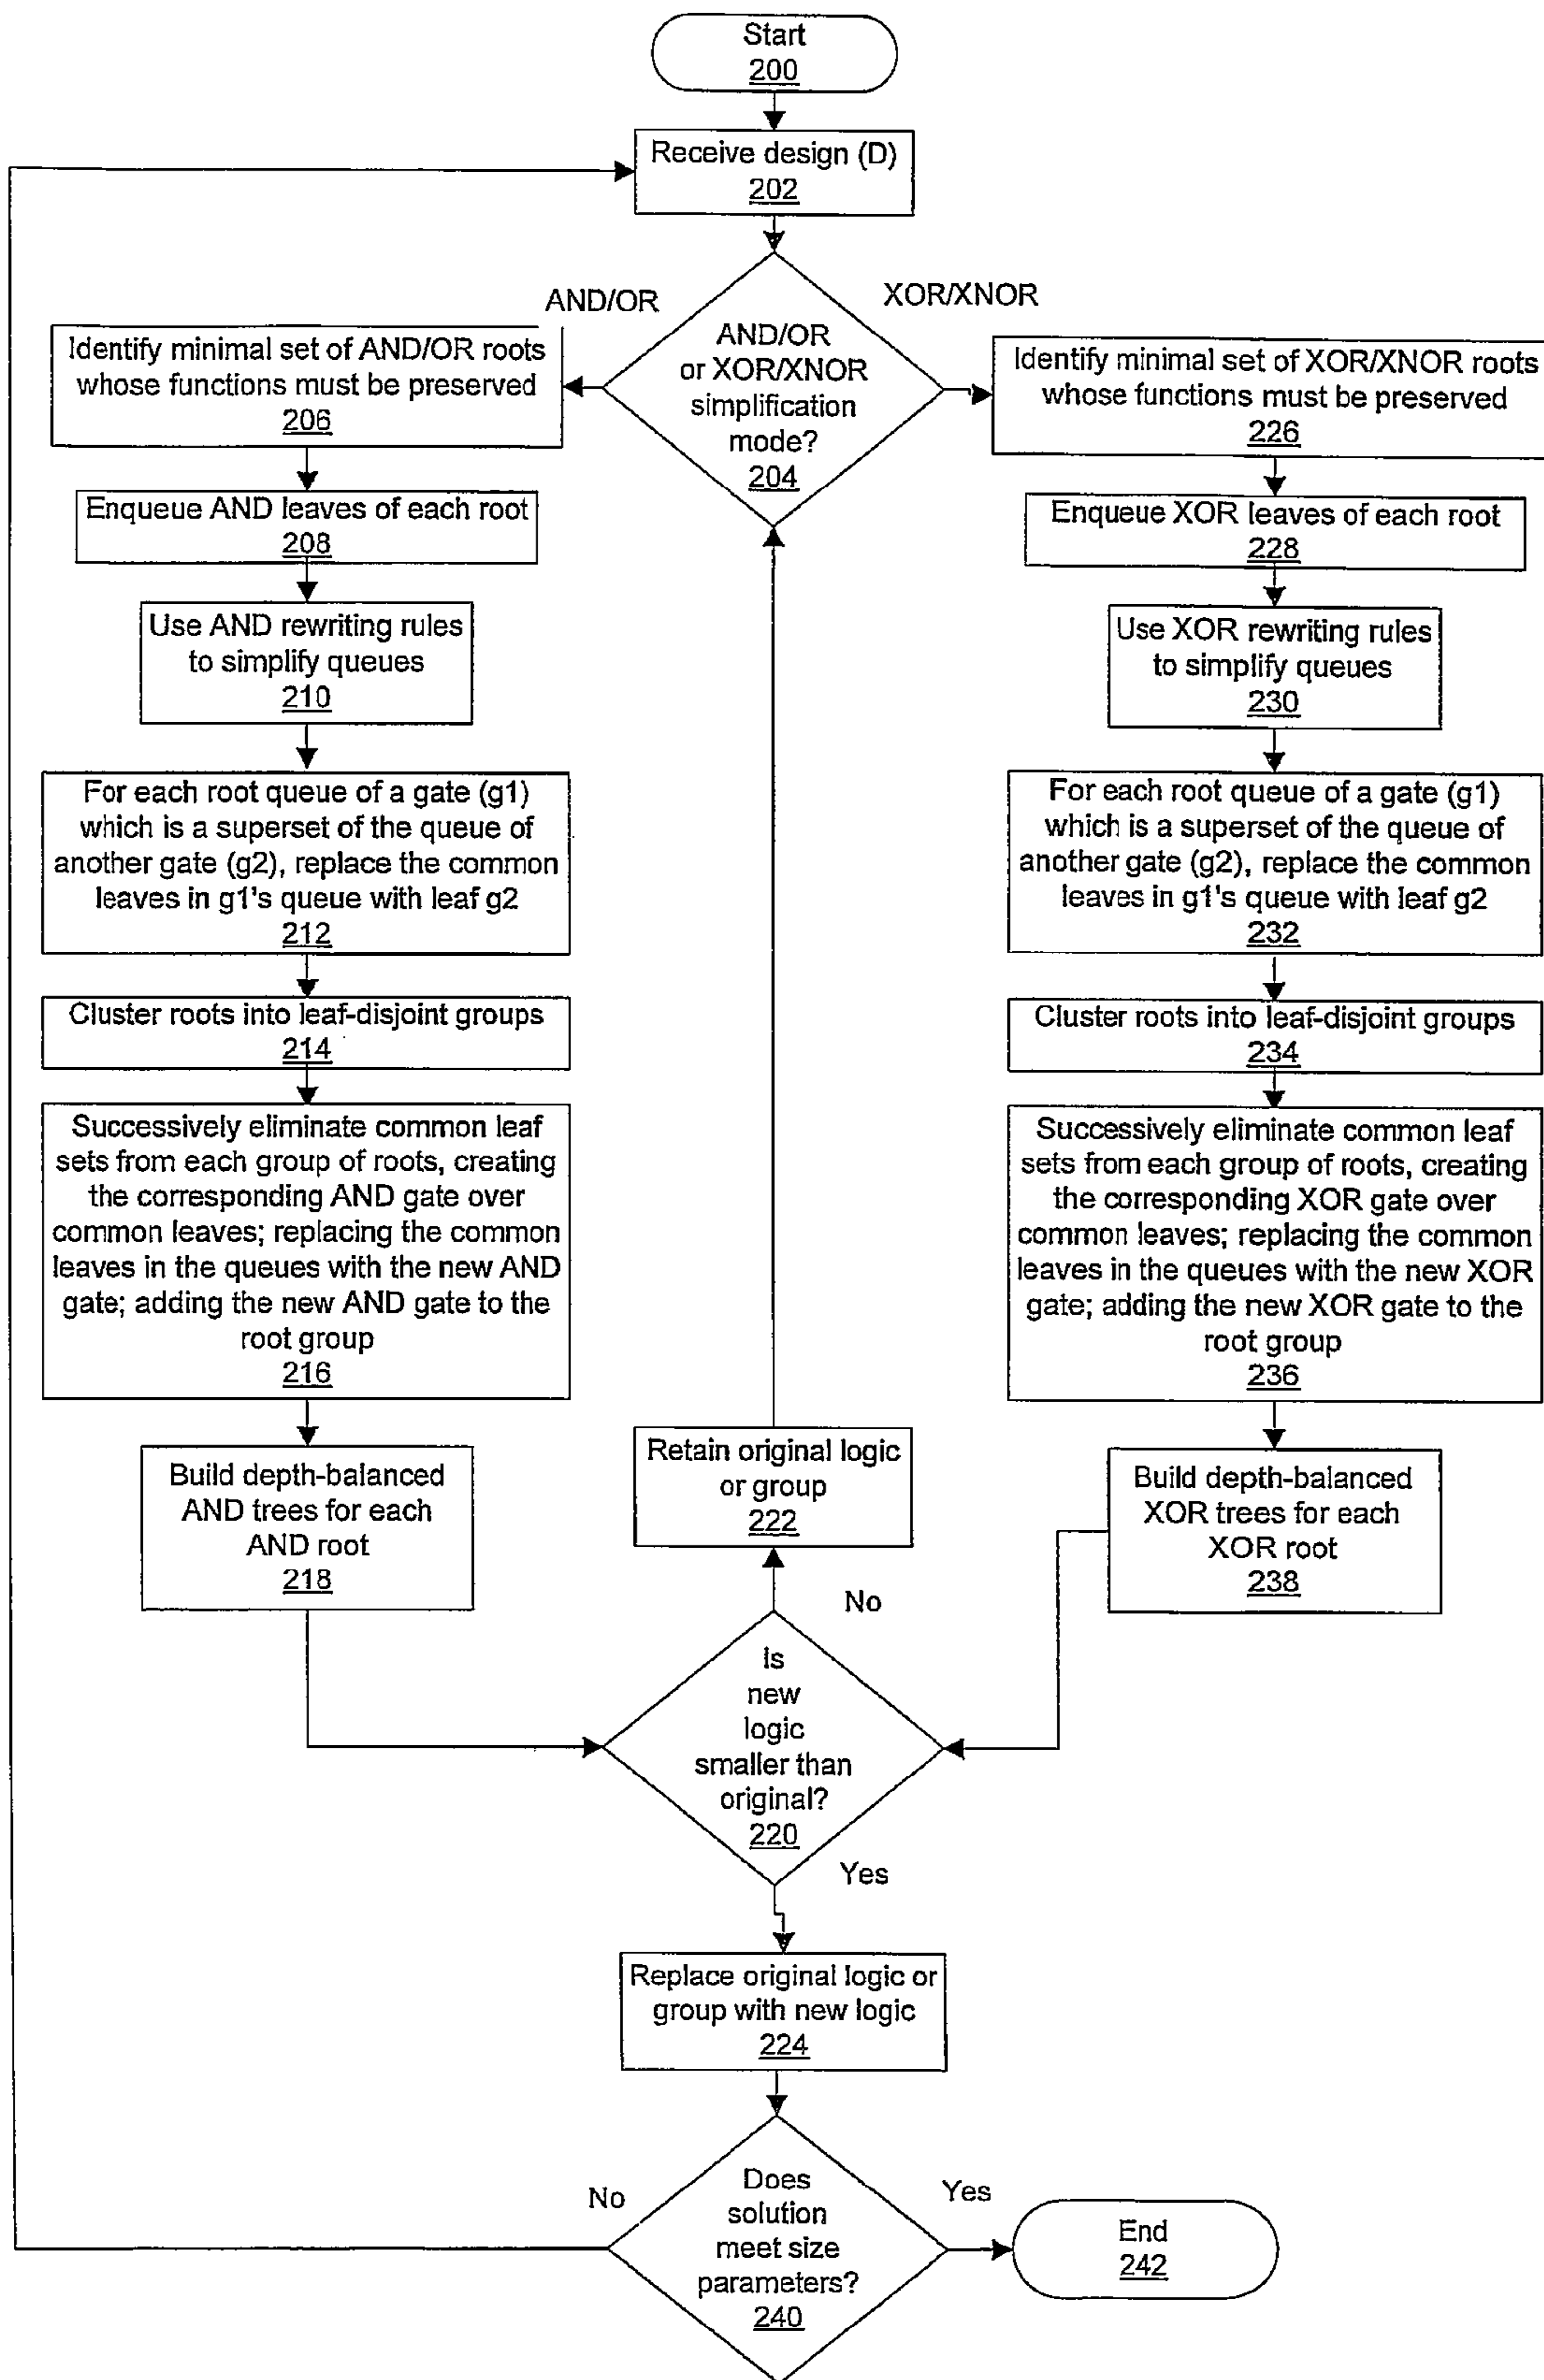 Start
200
Receive design (D)
202
AND/OR
XOR/XNOR
AND/OR
or XOR/XNOR
simplification
mode?
204
Identify minimal set of AND/OR roots
whose functions must be preserved
206
Enqueue AND leaves of each root
208
Use AND rewriting rules
to simplify queues
210
For each root queue of a gate (g1)
which is a superset of the queue of
another gate (g2), replace the common
leaves in g1's queue with leaf g2
212
Cluster roots into leaf-disjoint groups
214
Successively eliminate common leaf
sets from each group of roots, creating
the corresponding AND gate over
common leaves; replacing the common
leaves in the queues with the new AND
gate; adding the new AND gate to the
root group
216
Build depth-balanced
AND trees for each
AND root
218
Identify minimal set of XOR/XNOR roots
whose functions must be preserved
226
Enqueue XOR leaves of each root
228
Use XOR rewriting rules
to simplify queues
230
For each root queue of a gate (g1)
which is a superset of the queue of
another gate (g2), replace the common
leaves in g1's queue with leaf g2
232
Cluster roots into leaf-disjoint groups
234
Successively eliminate common leaf
sets from each group of roots, creating
the corresponding XOR gate over
common leaves; replacing the common
leaves in the queues with the new XOR
gate; adding the new XOR gate to the
root group
236
Build depth-balanced
XOR trees for each
XOR root
238
Retain original logic
or group
222
No
Is
new
logic
smaller than
original?
220
Yes
Replace original logic or
group with new logic
224
Does
solution
meet size
parameters?
240
No
Yes
End
242